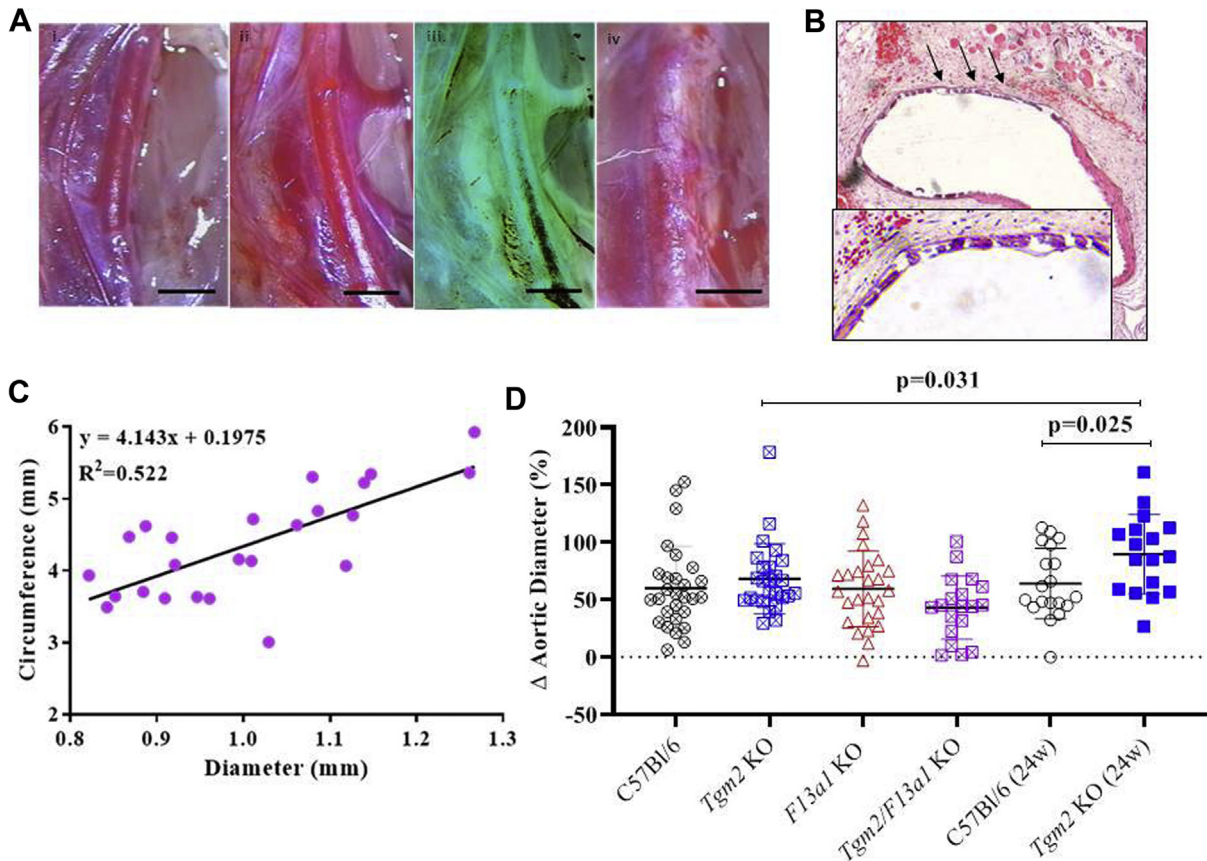 A
i.
ii
iii.
iv
B
C
y = 4.143x + 0.1975
R²=0.522
Circumference (mm)
6
5
4
3
2
0.8 0.9 1.0 1.1 1.2 1.3
Diameter (mm)
D
p=0.031
p=0.025
Δ Aortic Diameter (%)
200
150
100
50
0
-50
C57Bl/6
Tgm2 KO
F13a1 KO
Tgm2/F13a1 KO
C57Bl/6 (24w)
Tgm2 KO (24w)